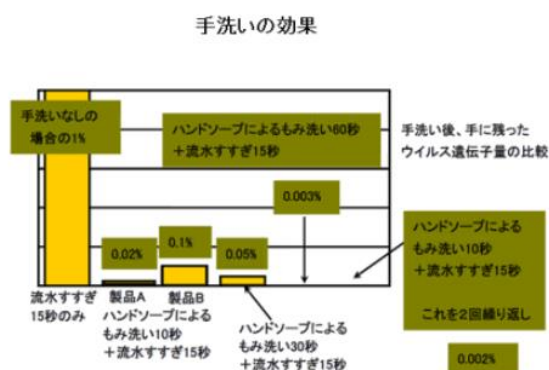 手洗いの効果
手洗いなしの
場合の1%
ハンドソープによるもみ洗い60秒
+流水すすぎ15秒
手洗い後、手に残った
ウイルス遺伝子量の比較
0.003%
0.02%
0.1%
0.05%
ハンドソープによる
もみ洗い10秒
+流水すすぎ15秒
これを2回繰り返し
0.002%
流水すすぎ
15秒のみ
製品A 製品B
ハンドソープによる
もみ洗い10秒
+流水すすぎ15秒
ハンドソープによる
もみ洗い30秒
+流水すすぎ15秒